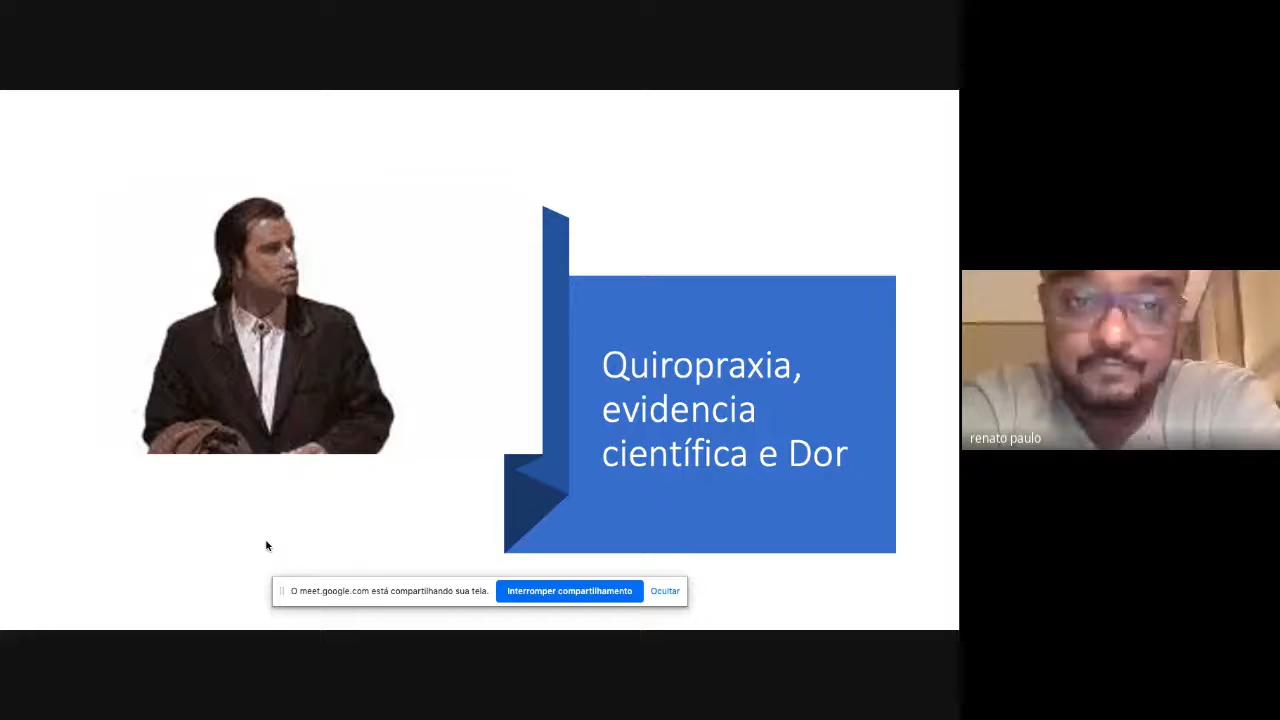 Quiropraxia,
evidencia
científica e Dor
renato paulo
O meet.google.com está compartilhando sua tela.
Interromper compartilhamento
Ocultar